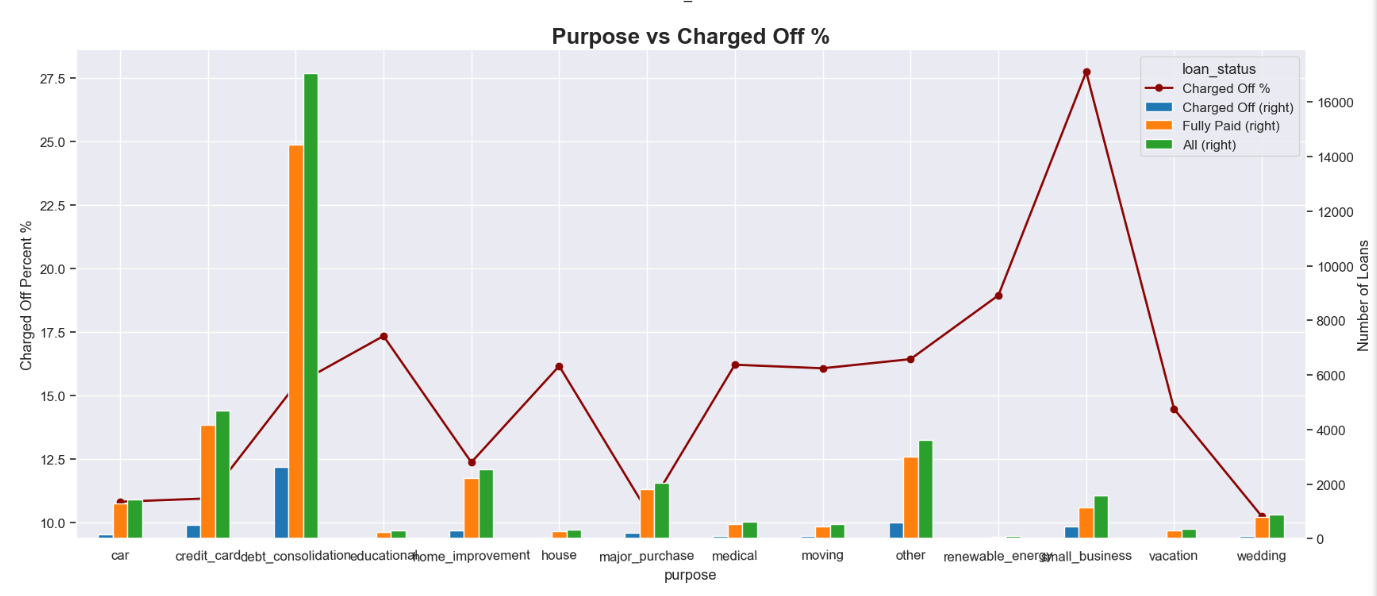 Purpose vs Charged Off %
27.5
25.0
22.5
20.0
17.5
15.0
12.5
10.0
Charged Off Percent %
loan_status
Charged Off %
Charged Off (right)
Fully Paid (right)
All (right)
16000
14000
12000
10000
8000
6000
4000
2000
0
Number of Loans
car credit_card debt_consolidation educational home_improvement house major_purchase medical moving other renewable_energy small_business vacation wedding
purpose